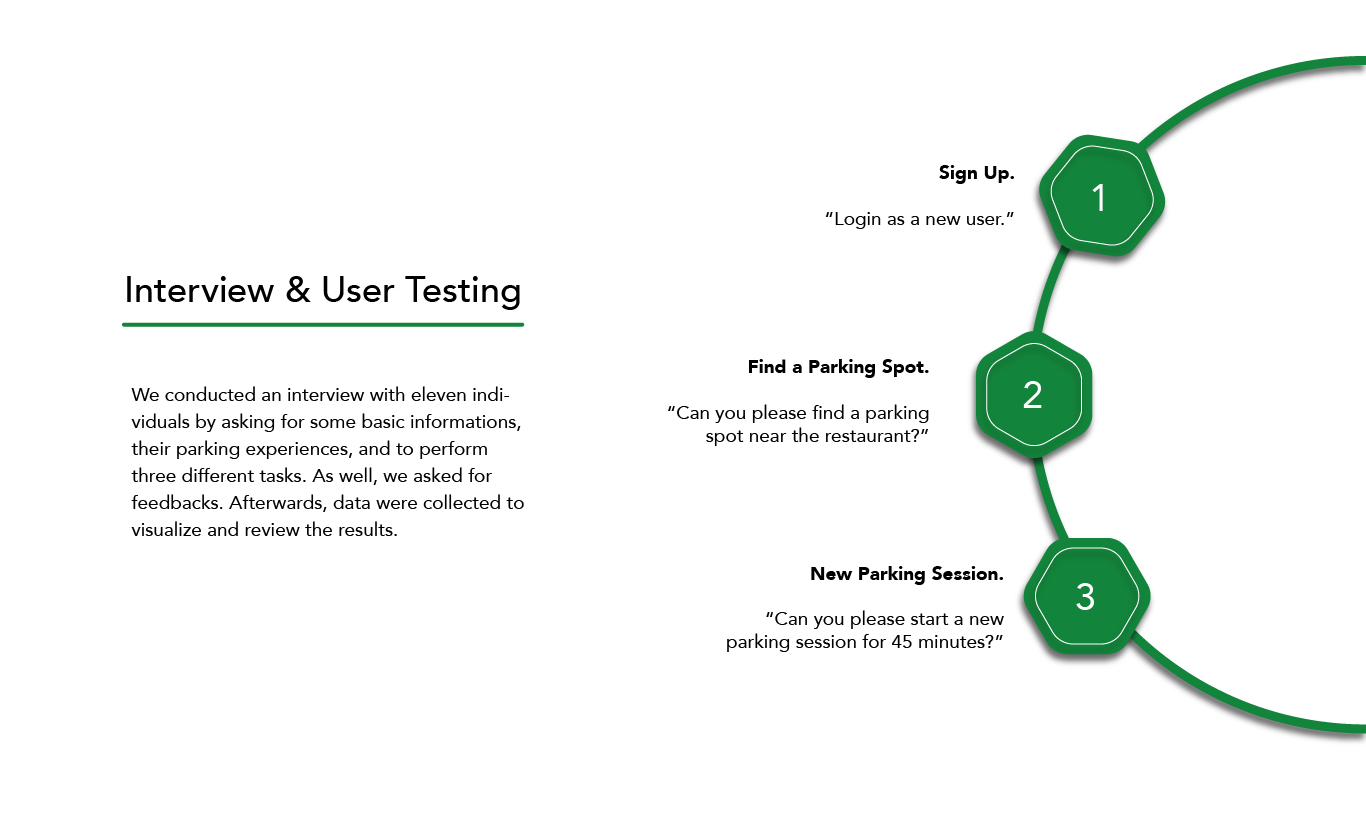 Interview & User Testing
We conducted an interview with eleven indi-
viduals by asking for some basic informations,
their parking experiences, and to perform
three different tasks. As well, we asked for
feedbacks. Afterwards, data were collected to
visualize and review the results.
Sign Up.
“Login as a new user.”
1
Find a Parking Spot.
“Can you please find a parking
spot near the restaurant?”
2
New Parking Session.
“Can you please start a new
parking session for 45 minutes?”
3